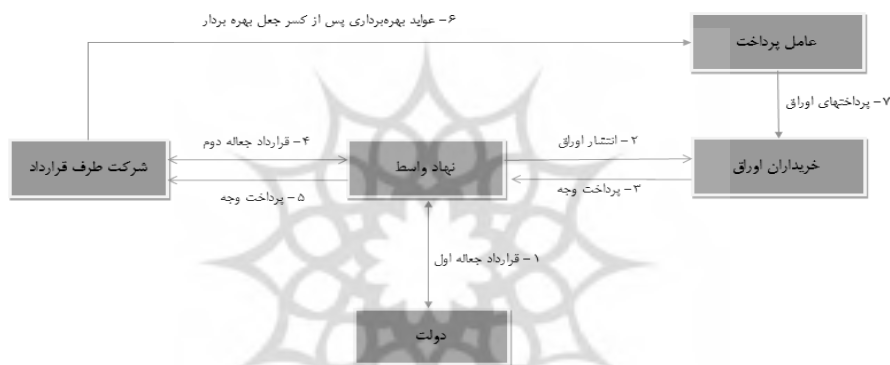 ۶- عواید بهره‌برداری پس از کسر جعل بهره بردار
عامل پرداخت
۷- پرداختهای اوراق
۴- قرارداد جعاله دوم
۲- انتشار اوراق
شرکت طرف قرارداد
نهاد واسط
خریداران اوراق
۵- پرداخت وجه
۳- پرداخت وجه
۱- قرارداد جعاله اول
دولت